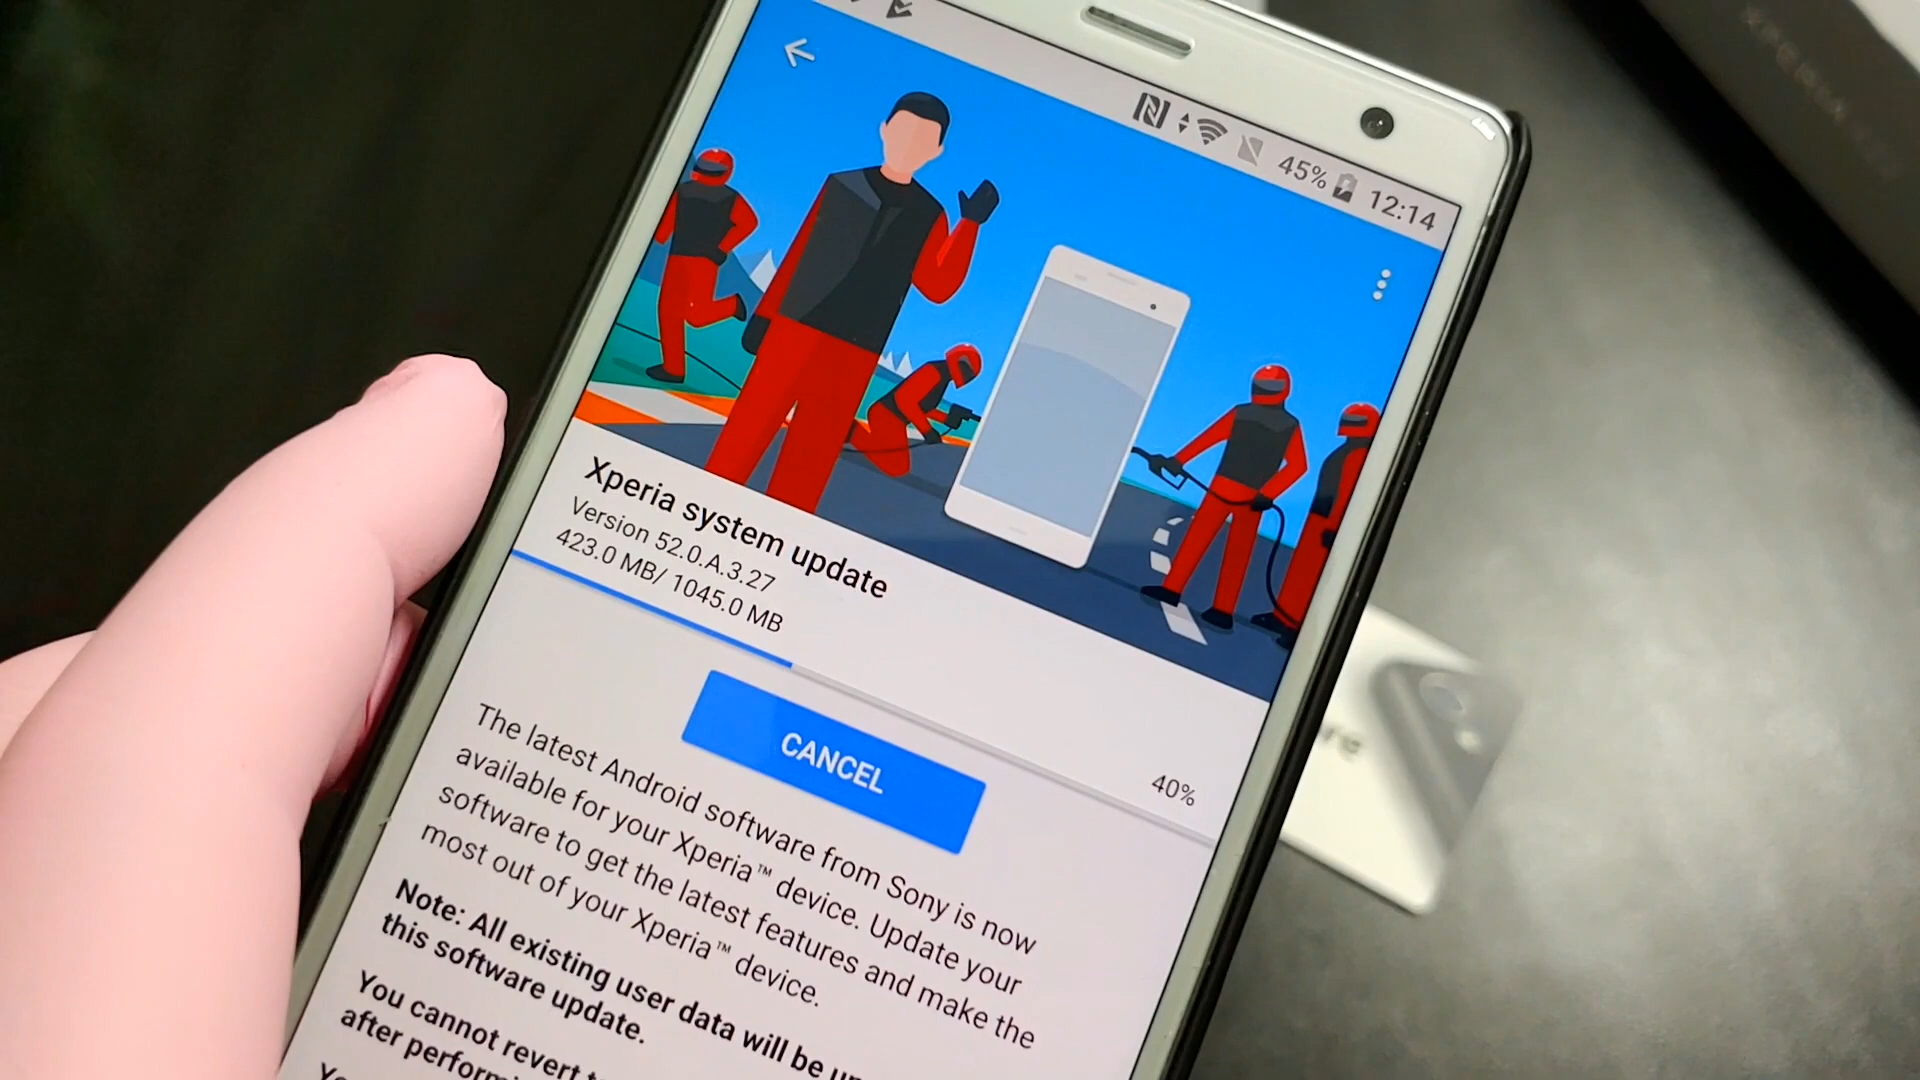 XPERIA
45% 12:14
Xperia system update
Version 52.0.A.3.27
423.0 MB/ 1045.0 MB
40%
CANCEL
The latest Android software from Sony is now
available for your Xperia™ device. Update your
software to get the latest features and make the
most out of your Xperia™ device.
Note: All existing user data will be
this software update.
You cannot revert
after